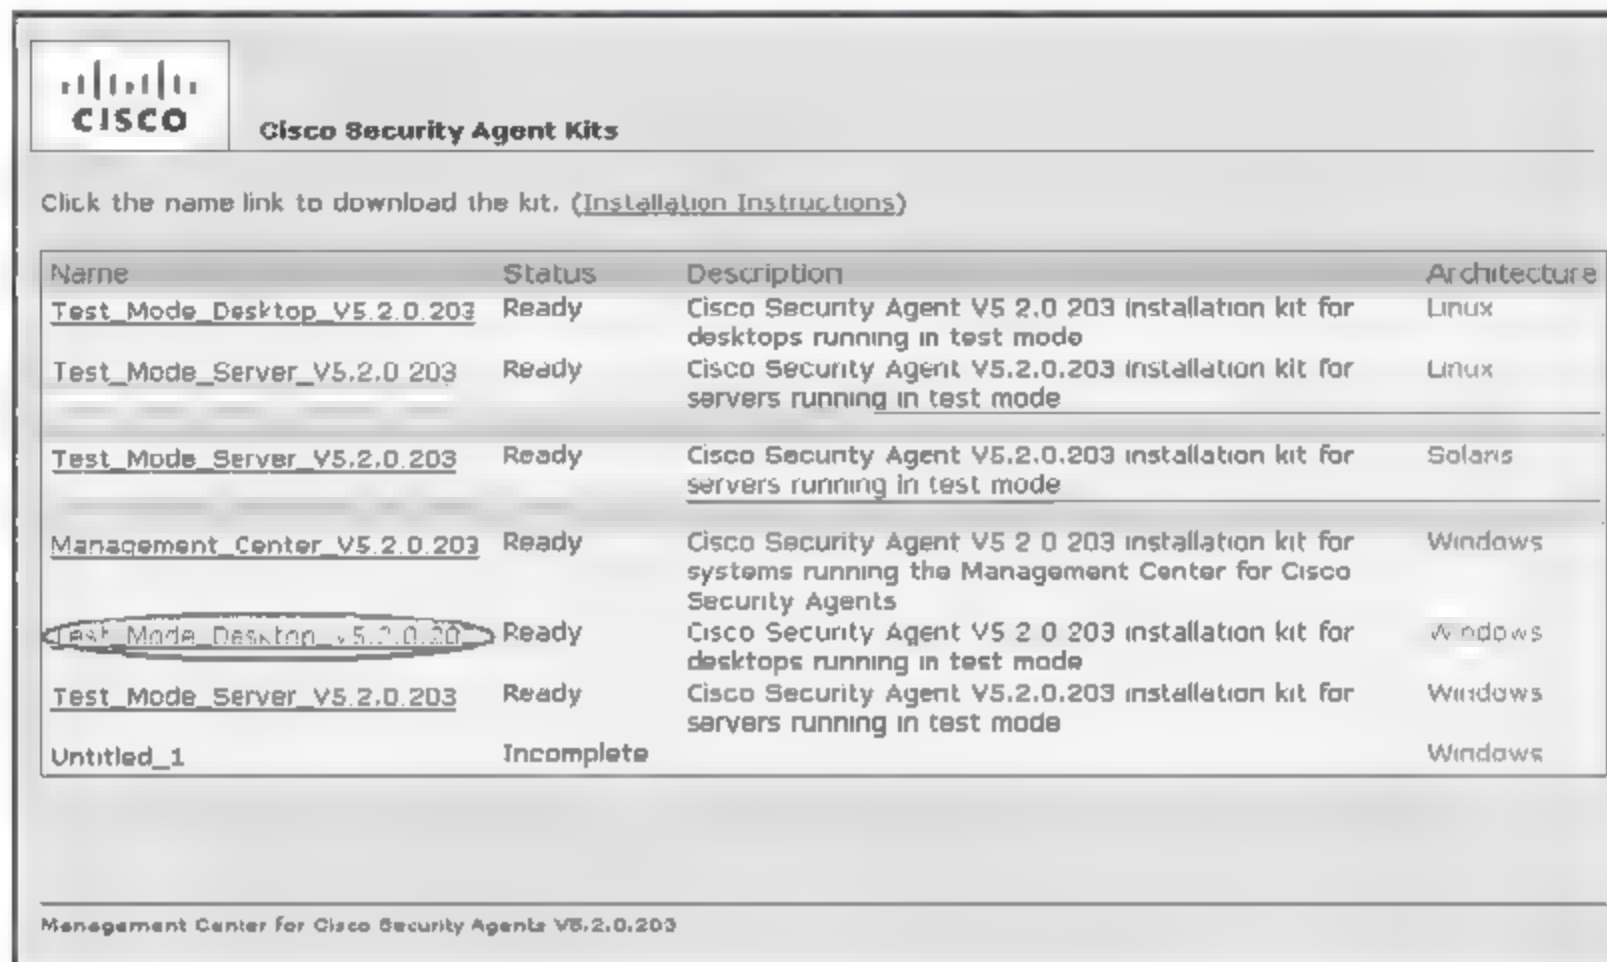 CISCO
Cisco Security Agent Kits
Click the name link to download the kit. (Installation Instructions)
Name Status Description Architecture
Test_Mode_Desktop_V5.2.0.203 Ready Cisco Security Agent V5 2.0 203 installation kit for Linux
desktops running in test mode
Test_Mode_Server_V5.2.0 203 Ready Cisco Security Agent V5.2.0.203 installation kit for Linux
servers running in test mode
Test_Mode_Server_V5.2.0.203 Ready Cisco Security Agent V5.2.0.203 installation kit for Solaris
servers running in test mode
Management_Center_V5.2.0.203 Ready Cisco Security Agent V5 2 0 203 installation kit for Windows
systems running the Management Center for Cisco
Security Agents
Test_Mode_Desktop_v5.2.0.20 Ready Cisco Security Agent V5 2 0 203 installation kit for Windows
desktops running in test mode
Test_Mode_Server_V5.2.0.203 Ready Cisco Security Agent V5.2.0.203 installation kit for Windows
servers running in test mode
Untitled_1 Incomplete Windows
Management Center for Cisco Security Agents V5.2.0.203